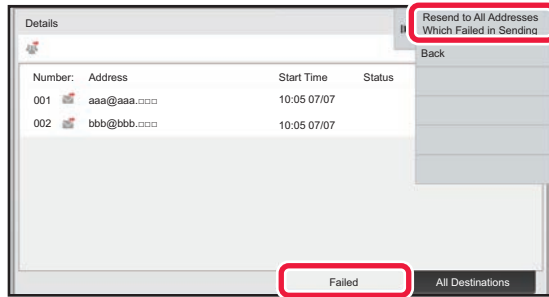 Details
Resend to All Addresses
Which Failed in Sending
Back
Number: Address Start Time Status
001 aaa@aaa.□□□ 10:05 07/07
002 bbb@bbb.□□□ 10:05 07/07
Failed
All Destinations